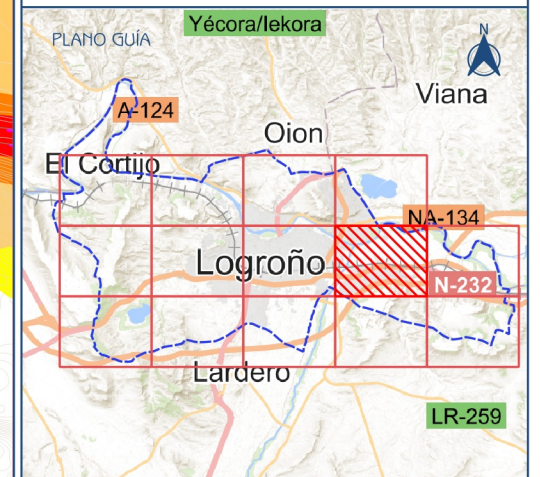 Yécora/Iekora
N
PLANO GUÍA
Viana
A-124
Oion
El Cortijo
NA-134
Logroño
N-232
Lardero
LR-259